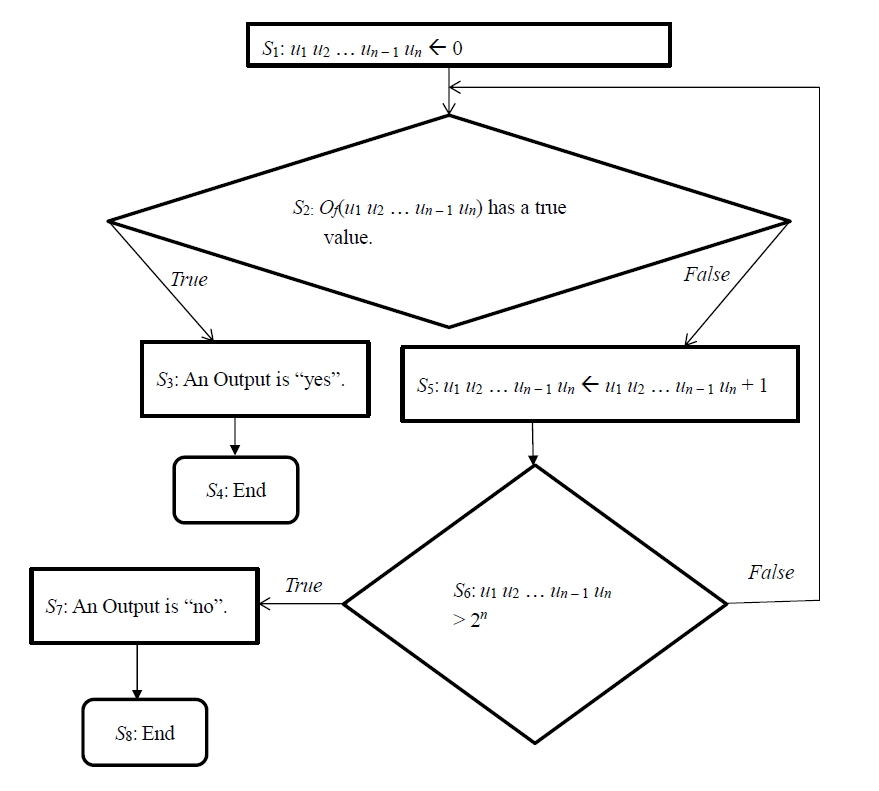 S1: u1 u2 … un – 1 un ← 0
S2: Of(u1 u2 … un – 1 un) has a true
value.
True
False
S3: An Output is “yes”.
S5: u1 u2 … un – 1 un ← u1 u2 … un – 1 un + 1
S4: End
S6: u1 u2 … un – 1 un
> 2ⁿ
True
False
S7: An Output is “no”.
S8: End